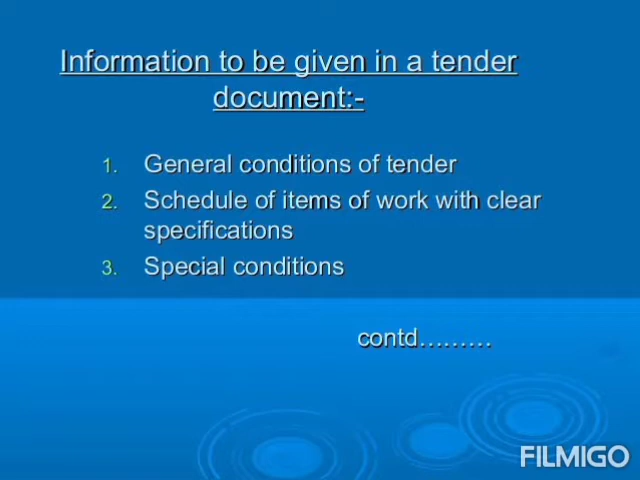 Information to be given in a tender
document:-
1. General conditions of tender
2. Schedule of items of work with clear
specifications
3. Special conditions
contd………
FILMIGO